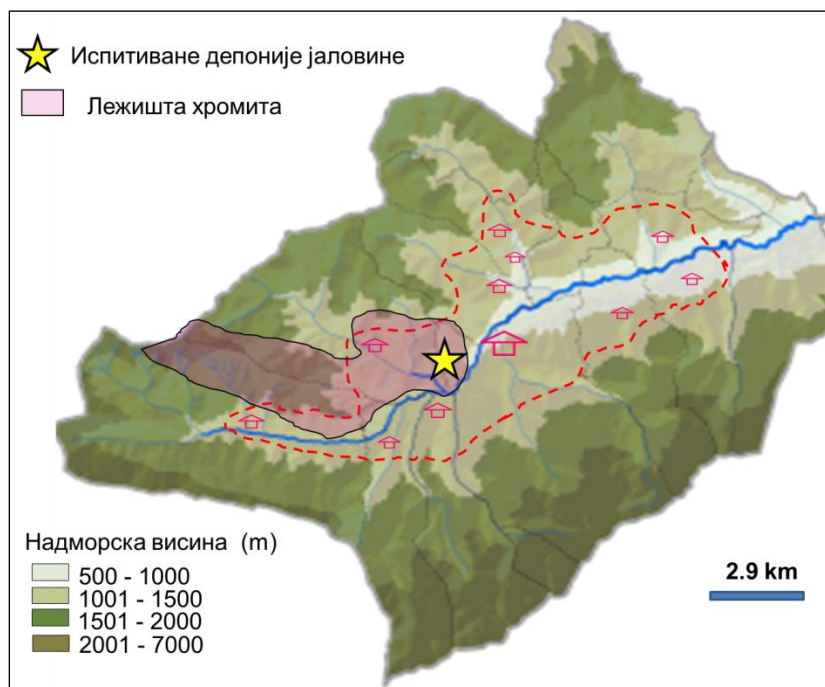 Испитиване депоније јаловине
Лежишта хромита
Надморска висина (m)
500 - 1000
1001 - 1500
1501 - 2000
2001 - 7000
2.9 km